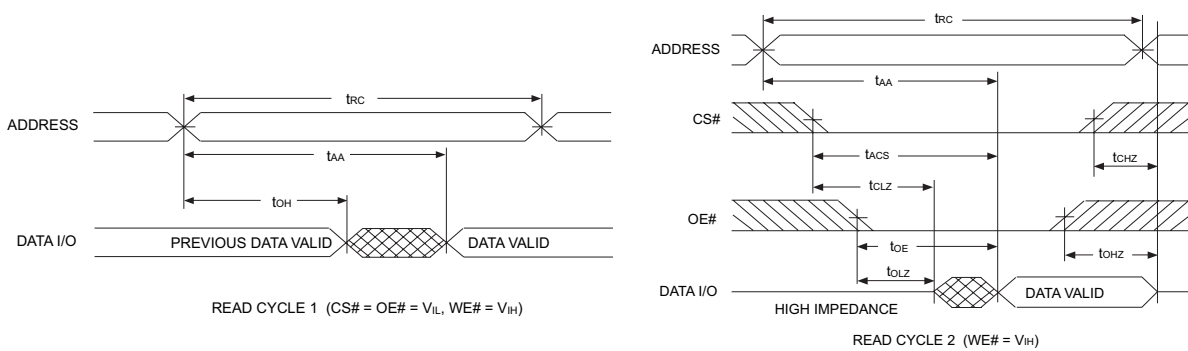 tRC
ADDRESS
tAA
tOH
DATA I/O
PREVIOUS DATA VALID
DATA VALID
READ CYCLE 1 (CS# = OE# = VIL, WE# = VIH)
tRC
ADDRESS
tAA
CS#
tACS
tCHZ
tCLZ
OE#
tOE
tOHZ
tOLZ
DATA I/O
DATA VALID
HIGH IMPEDANCE
READ CYCLE 2 (WE# = VIH)